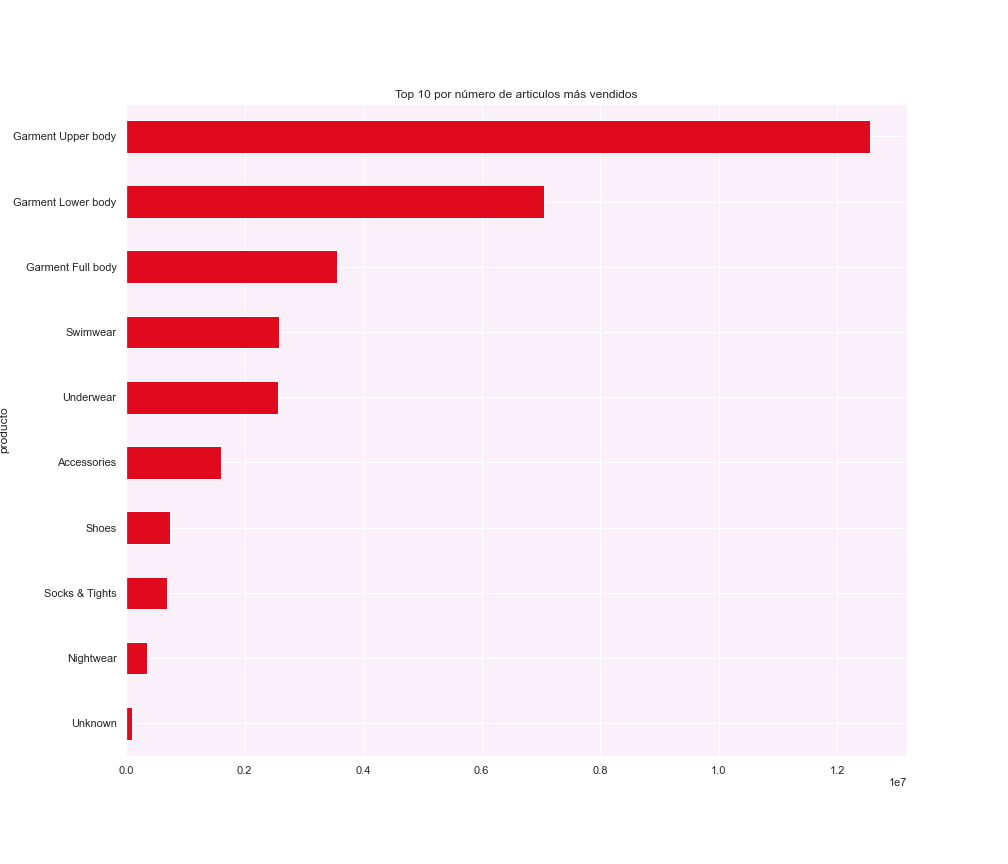 Top 10 por número de articulos más vendidos
producto
Garment Upper body
Garment Lower body
Garment Full body
Swimwear
Underwear
Accessories
Shoes
Socks & Tights
Nightwear
Unknown
0.0 0.2 0.4 0.6 0.8 1.0 1.2
1e7